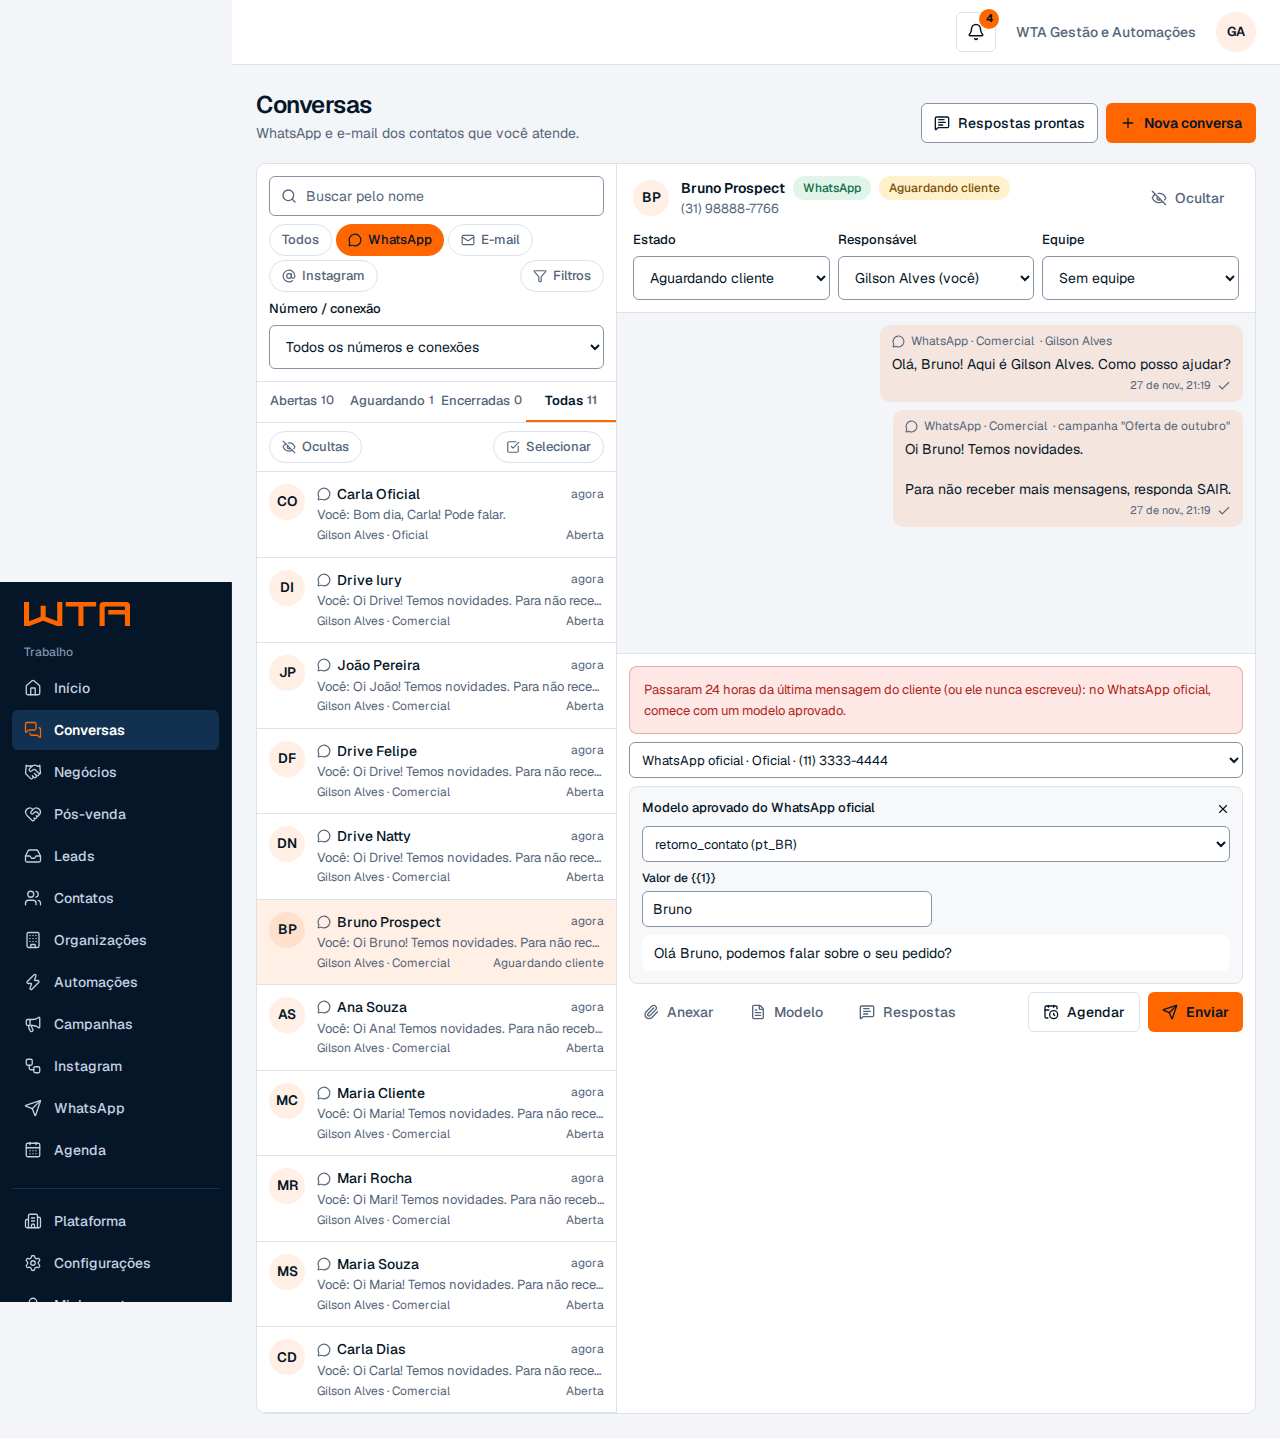 4
WTA Gestão e Automações
GA
Conversas
WhatsApp e e-mail dos contatos que você atende.
Respostas prontas
Nova conversa
WTA
Trabalho
Início
Conversas
Negócios
Pós-venda
Leads
Contatos
Organizações
Automações
Campanhas
Instagram
WhatsApp
Agenda
Plataforma
Configurações
Buscar pelo nome
Todos
WhatsApp
E-mail
Instagram
Filtros
Número / conexão
Todos os números e conexões
Abertas 10
Aguardando 1
Encerradas 0
Todas 11
Ocultas
Selecionar
CO
Carla Oficial
agora
Você: Bom dia, Carla! Pode falar.
Gilson Alves · Oficial
Aberta
DI
Drive Iury
agora
Você: Oi Drive! Temos novidades. Para não rece...
Gilson Alves · Comercial
Aberta
JP
João Pereira
agora
Você: Oi João! Temos novidades. Para não rece...
Gilson Alves · Comercial
Aberta
DF
Drive Felipe
agora
Você: Oi Drive! Temos novidades. Para não rece...
Gilson Alves · Comercial
Aberta
DN
Drive Natty
agora
Você: Oi Drive! Temos novidades. Para não rece...
Gilson Alves · Comercial
Aberta
BP
Bruno Prospect
agora
Você: Oi Bruno! Temos novidades. Para não rec...
Gilson Alves · Comercial
Aguardando cliente
AS
Ana Souza
agora
Você: Oi Ana! Temos novidades. Para não receb...
Gilson Alves · Comercial
Aberta
MC
Maria Cliente
agora
Você: Oi Maria! Temos novidades. Para não rece...
Gilson Alves · Comercial
Aberta
MR
Mari Rocha
agora
Você: Oi Mari! Temos novidades. Para não receb...
Gilson Alves · Comercial
Aberta
MS
Maria Souza
agora
Você: Oi Maria! Temos novidades. Para não rece...
Gilson Alves · Comercial
Aberta
CD
Carla Dias
agora
Você: Oi Carla! Temos novidades. Para não rece...
Gilson Alves · Comercial
Aberta
BP
Bruno Prospect
WhatsApp
Aguardando cliente
(31) 98888-7766
Ocultar
Estado
Responsável
Equipe
Aguardando cliente
Gilson Alves (você)
Sem equipe
WhatsApp · Comercial · Gilson Alves
Olá, Bruno! Aqui é Gilson Alves. Como posso ajudar?
27 de nov., 21:19
WhatsApp · Comercial · campanha "Oferta de outubro"
Oi Bruno! Temos novidades.
Para não receber mais mensagens, responda SAIR.
27 de nov., 21:19
Passaram 24 horas da última mensagem do cliente (ou ele nunca escreveu): no WhatsApp oficial,
comece com um modelo aprovado.
WhatsApp oficial · Oficial · (11) 3333-4444
Modelo aprovado do WhatsApp oficial
retorno_contato (pt_BR)
Valor de {{1}}
Bruno
Olá Bruno, podemos falar sobre o seu pedido?
Anexar
Modelo
Respostas
Agendar
Enviar